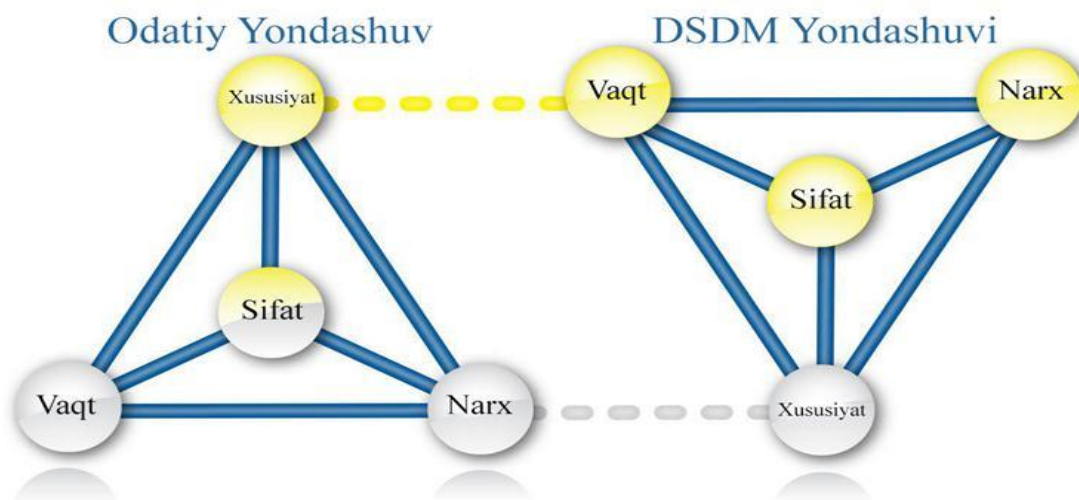 Odatiy Yondashuv
DSDM Yondashuvi
Xususiyat
Sifat
Vaqt
Narx
Vaqt
Narx
Sifat
Xususiyat